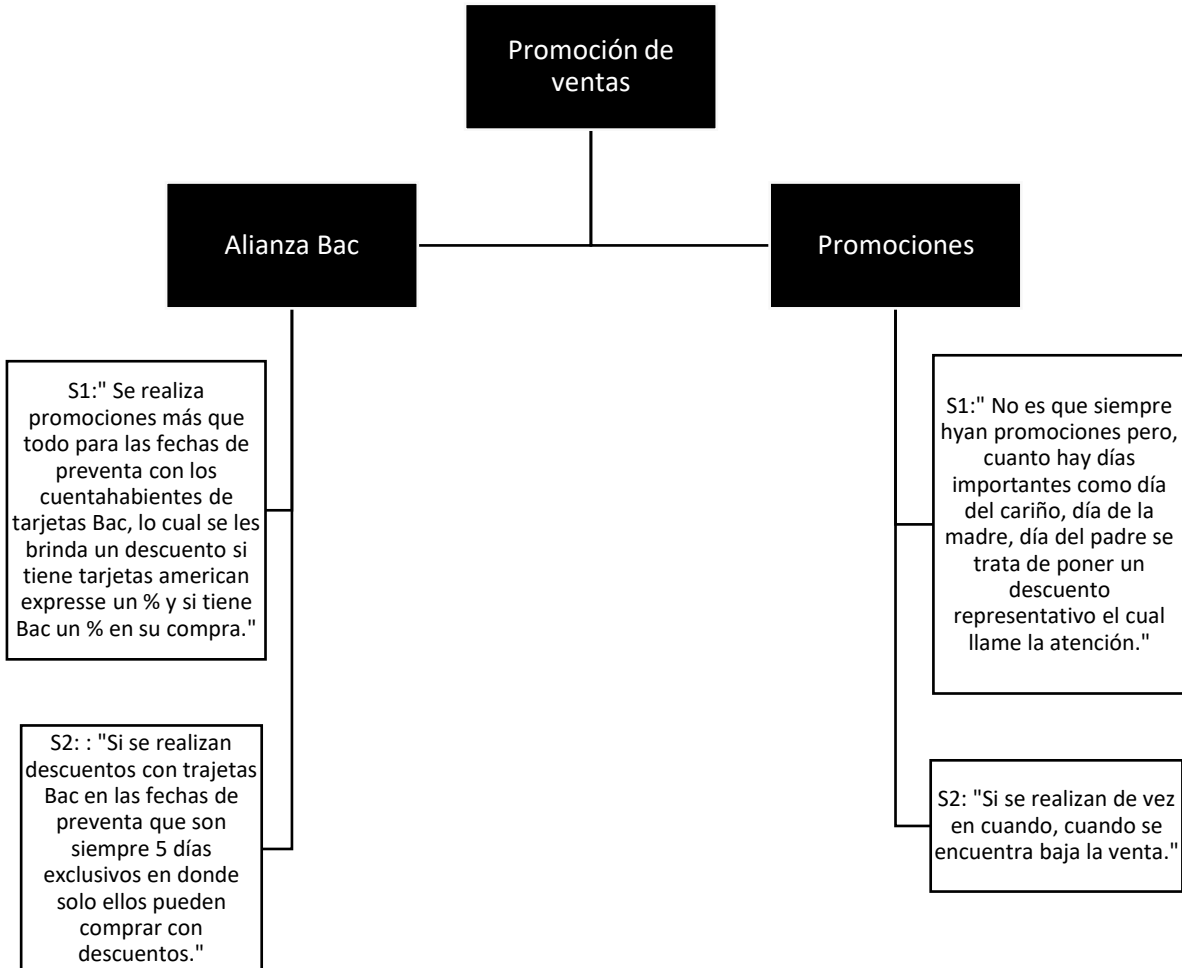 Promoción de
ventas
Alianza Bac
Promociones
S1:" Se realiza
promociones más que
todo para las fechas de
preventa con los
cuentahabientes de
tarjetas Bac, lo cual se les
brinda un descuento si
tiene tarjetas american
expresse un % y si tiene
Bac un % en su compra."
S2: : "Si se realizan
descuentos con trajetas
Bac en las fechas de
preventa que son
siempre 5 días
exclusivos en donde
solo ellos pueden
comprar con
descuentos."
S1:" No es que siempre
hyan promociones pero,
cuanto hay días
importantes como día
del cariño, día de la
madre, día del padre se
trata de poner un
descuento
representativo el cual
llame la atención."
S2: "Si se realizan de vez
en cuando, cuando se
encuentra baja la venta."